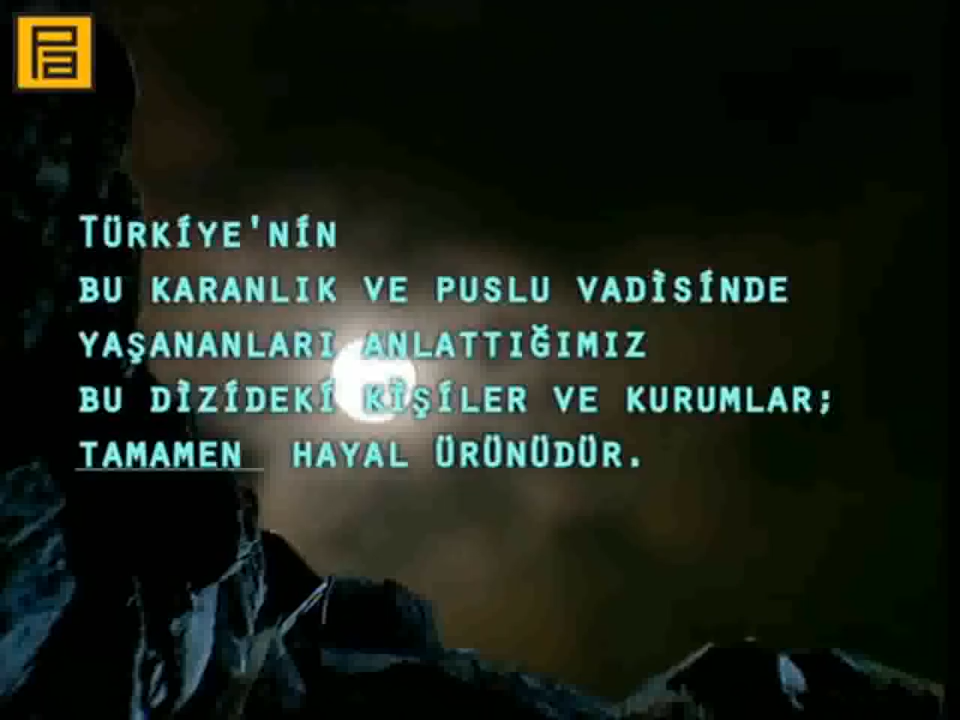 Pa
TÜRKİYE'NİN
BU KARANLIK VE PUSLU VADİSİNDE
YAŞANANLARI ANLATTIĞIMIZ
BU DİZİDEKİ KİŞİLER VE KURUMLAR;
TAMAMEN HAYAL ÜRÜNÜDÜR.